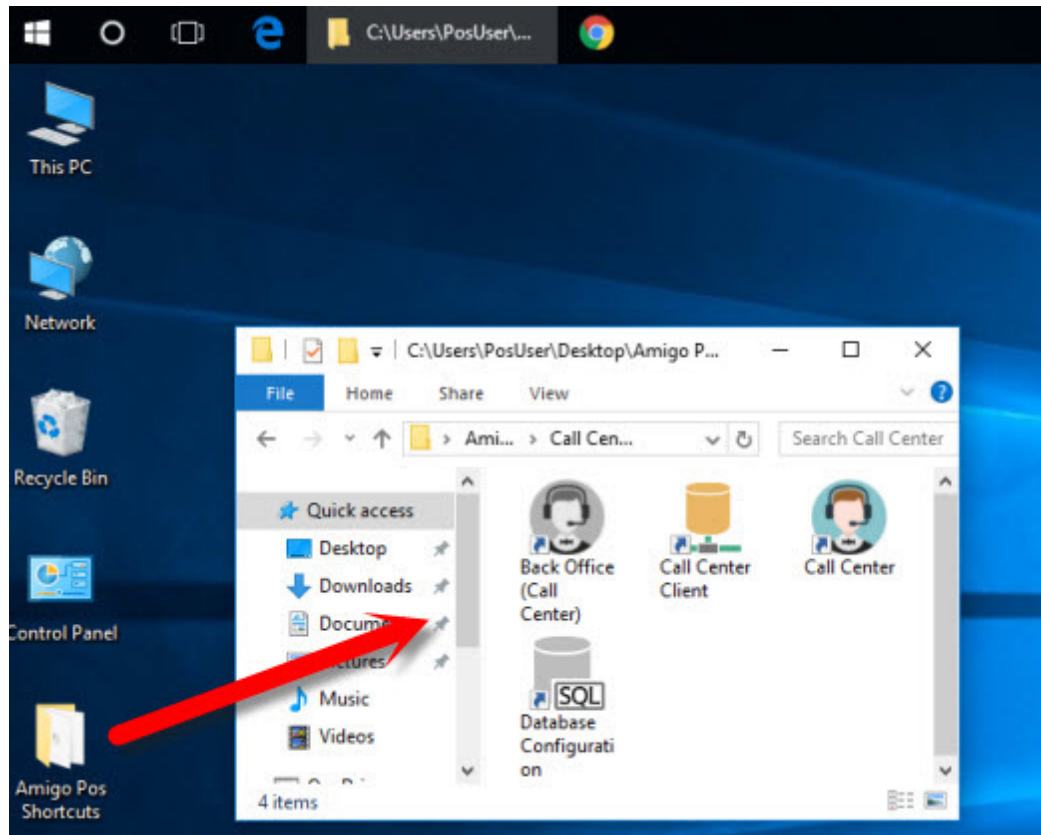 C:\Users\PosUser\...
This PC
Network
Recycle Bin
Control Panel
Amigo Pos
Shortcuts
C:\Users\PosUser\Desktop\Amigo P...
File Home Share View
Ami... Call Cen... Search Call Center
Quick access
Desktop
Downloads
Docume
ictures
Music
Videos
Back Office
(Call
Center)
Call Center
Client
Call Center
SQL
Database
Configurati
on
4 items